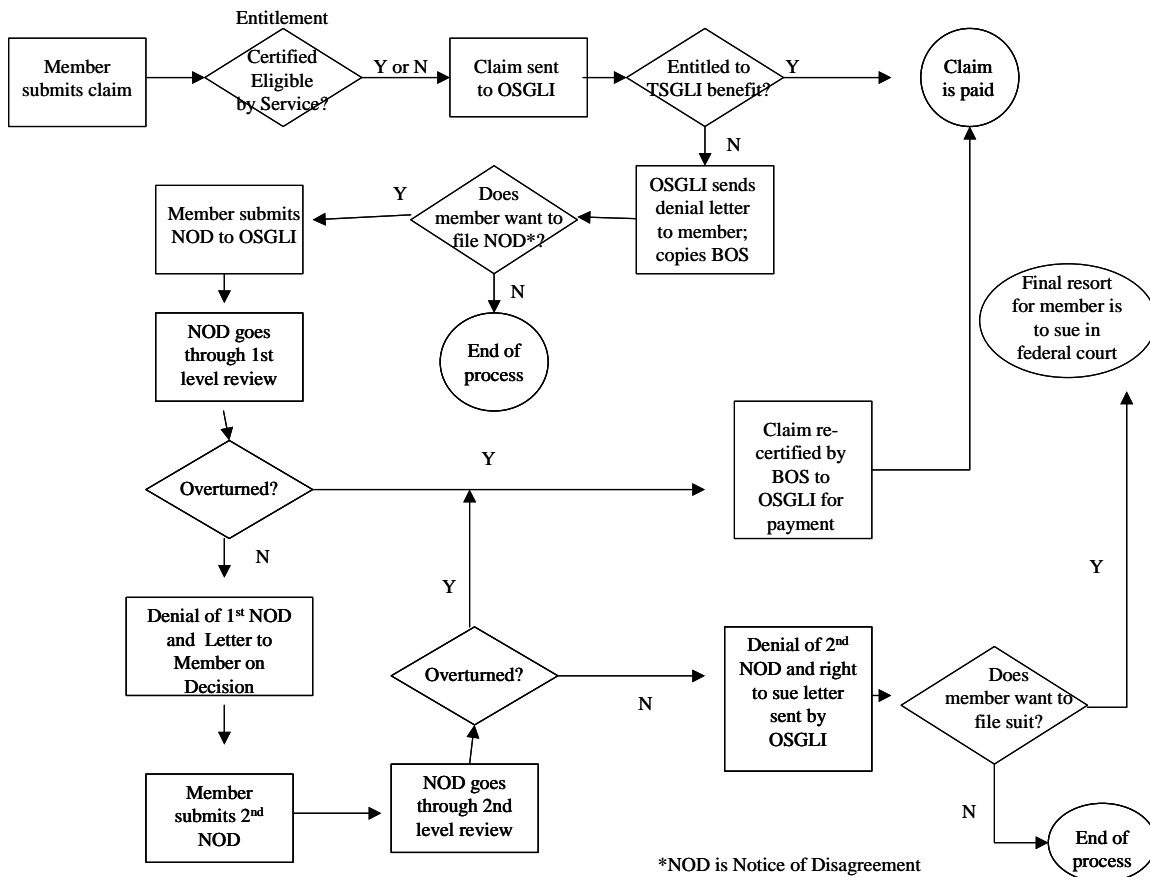 Entitlement
Member
submits claim
Certified
Eligible
by Service?
Y or N
Claim sent
to OSGLI
Entitled to
TSGLI benefit?
Y
Claim
is paid
N
OSGLI sends
denial letter
to member;
copies BOS
Does
member want to
file NOD*?
Y
Member submits
NOD to OSGLI
N
End of
process
Final resort
for member is
to sue in
federal court
NOD goes
through 1st
level review
Overturned?
Y
Claim re-
certified by
BOS to
OSGLI for
payment
N
Denial of 1st NOD
and Letter to
Member on
Decision
Member
submits 2nd
NOD
NOD goes
through 2nd
level review
Overturned?
Y
N
Denial of 2nd
NOD and right
to sue letter
sent by
OSGLI
Does
member want to
file suit?
Y
N
End of
process
*NOD is Notice of Disagreement